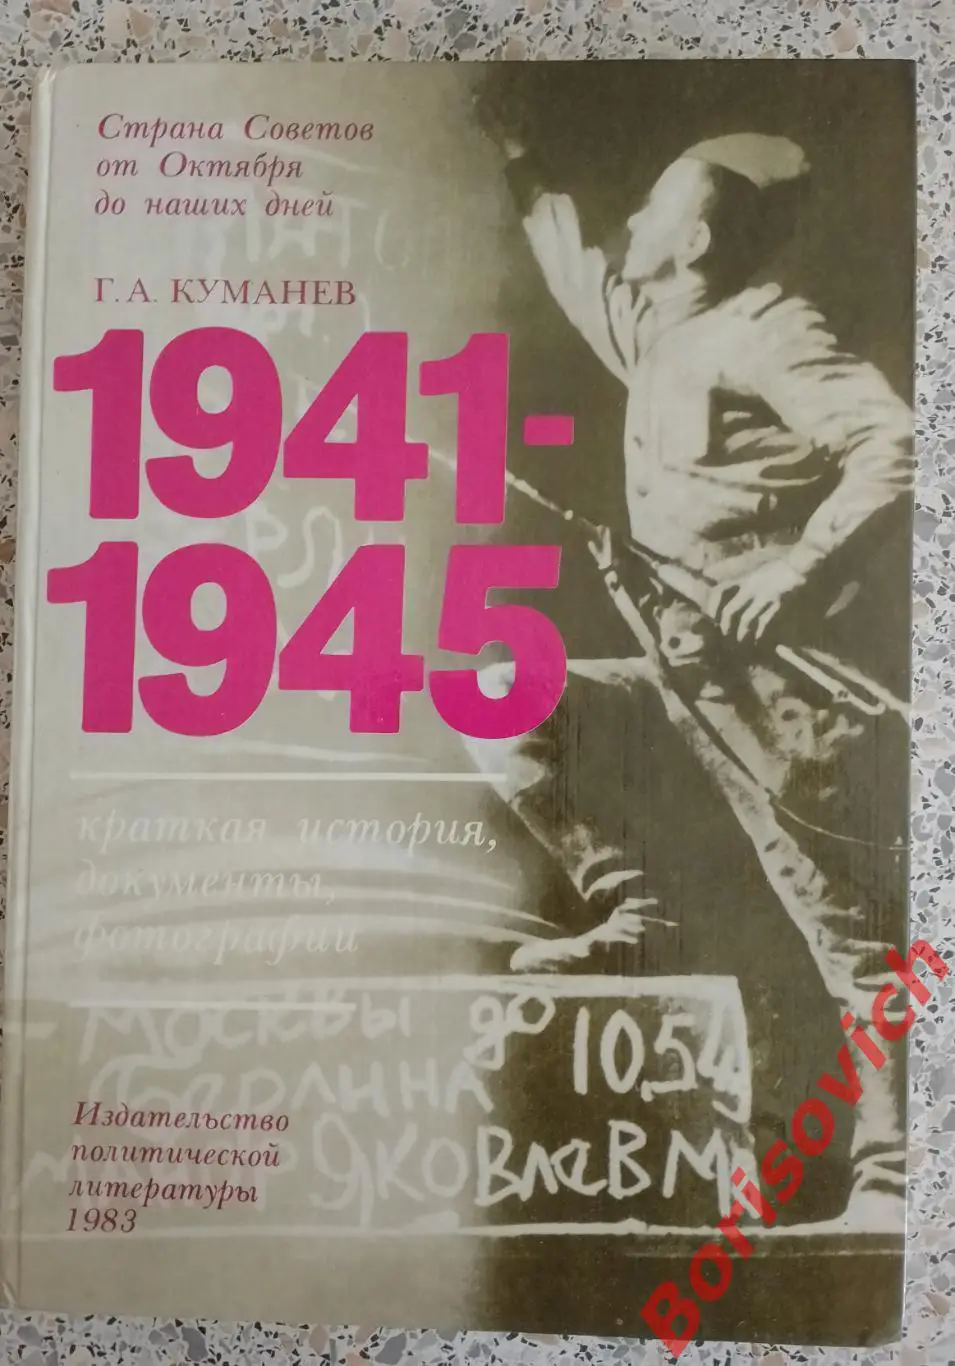 Страна Советов
от Октября
до наших дней
Г. А. КУМАНЕВ
1941-
1945
краткая история,
документы,
фотографии
Москвы до
Берлина 10.54
ЯковлевВМ
Издательство
политической
литературы
1983
Borisovich